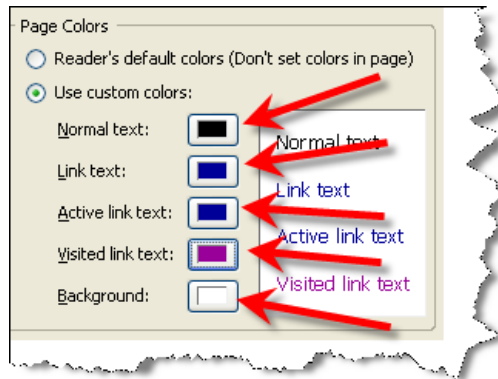 Page Colors
Reader's default colors (Don't set colors in page)
Use custom colors:
Normal text:
Normal text
Link text:
Link text
Active link text:
Active link text
Visited link text:
Visited link text
Background: